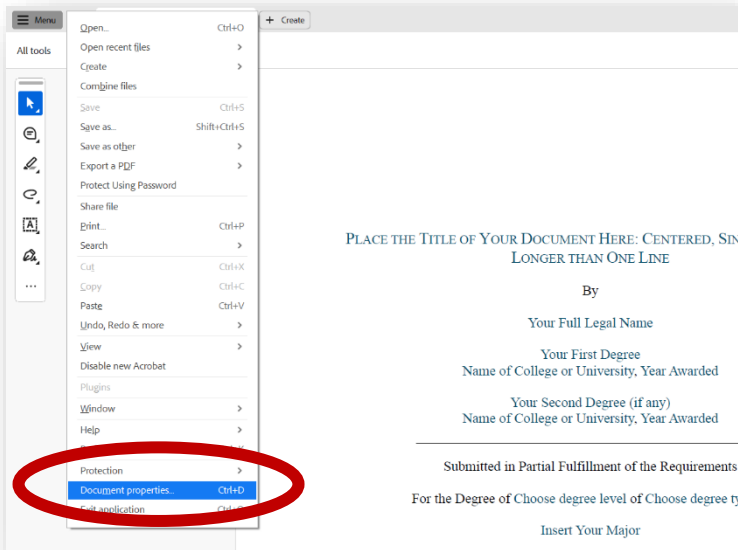 Menu
+ Create
All tools
Open... Ctrl+O
Open recent files
Create
Combine files
Save Ctrl+S
Save as... Shift+Ctrl+S
Save as other
Export a PDF
Protect Using Password
Share file
Print... Ctrl+P
Search
Cut Ctrl+X
Copy Ctrl+C
Paste Ctrl+V
Undo, Redo & more
View
Disable new Acrobat
Plugins
Window
Help
Protection
Document properties... Ctrl+D
Exit application
PLACE THE TITLE OF YOUR DOCUMENT HERE: CENTERED,
LONGER THAN ONE LINE
By
Your Full Legal Name
Your First Degree
Name of College or University, Year Awarded
Your Second Degree (if any)
Name of College or University, Year Awarded
Submitted in Partial Fulfillment of the Requirements
For the Degree of Choose degree level of Choose degree
Insert Your Major